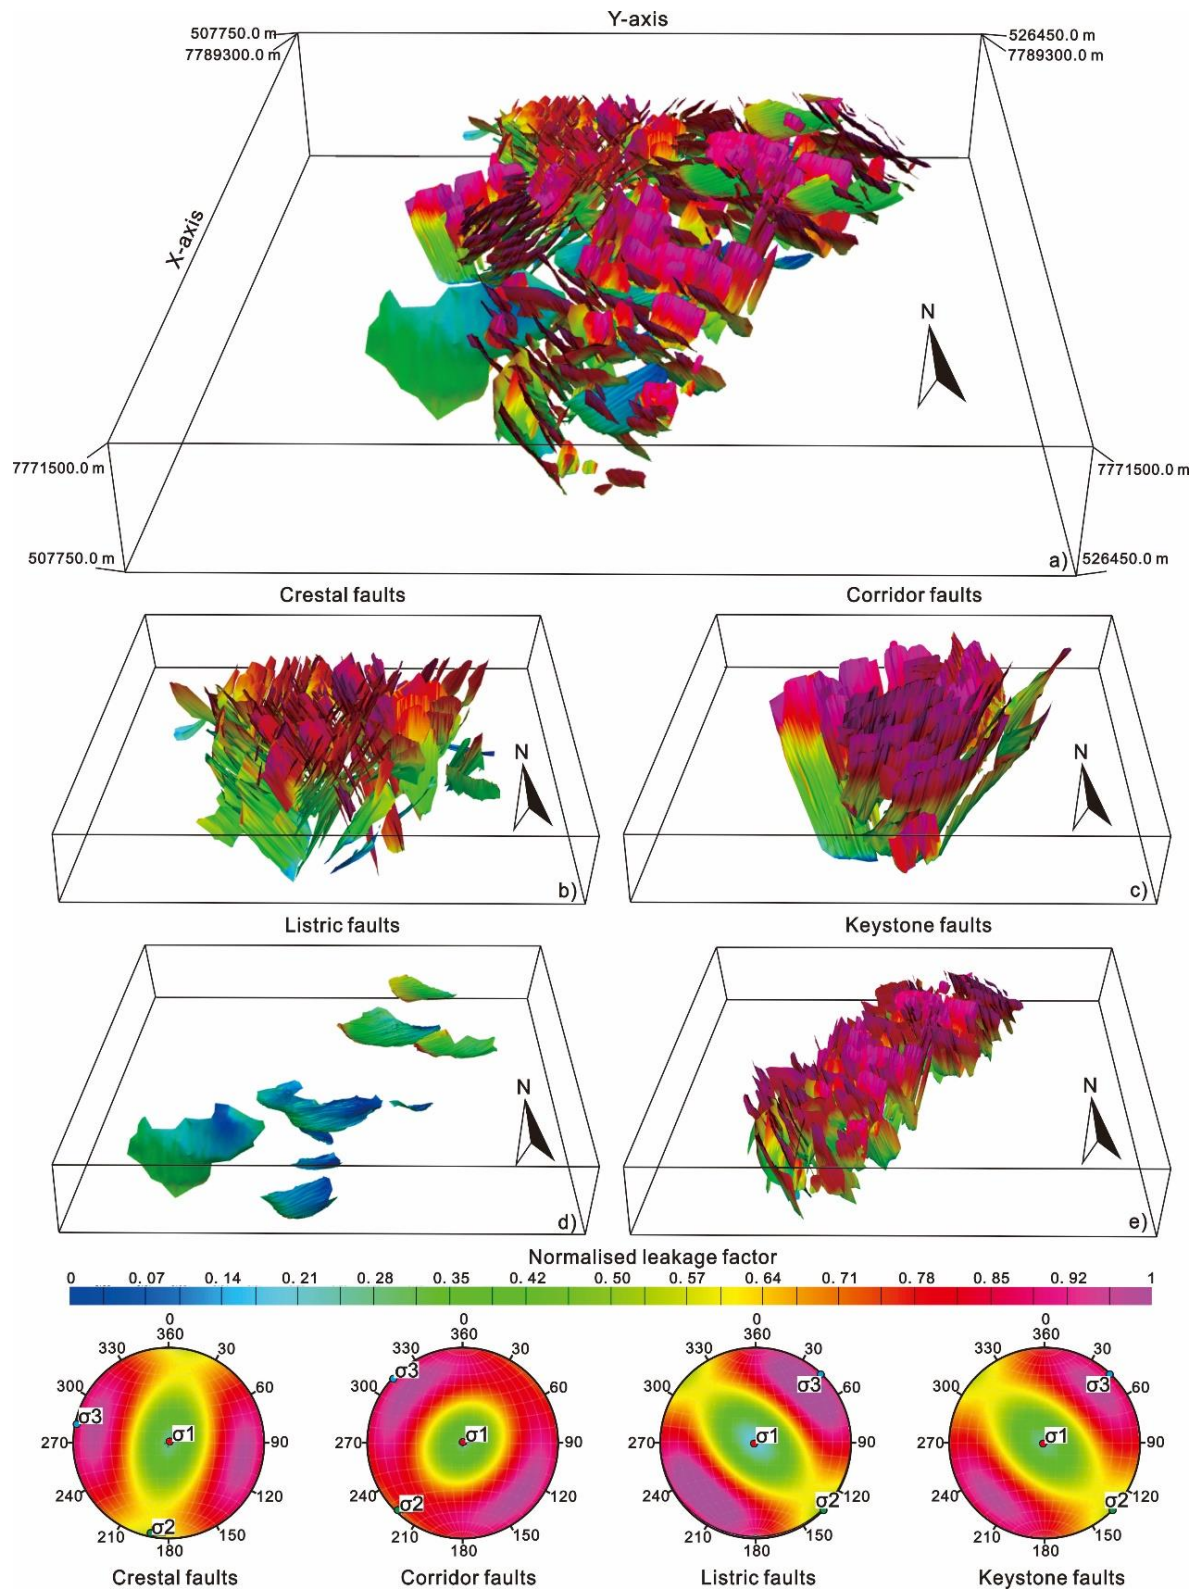 Y-axis
507750.0 m
7789300.0 m
526450.0 m
7789300.0 m
X-axis
N
7771500.0 m
7771500.0 m
507750.0 m
526450.0 m
a)
Crestal faults
Corridor faults
N
N
b)
c)
Listric faults
Keystone faults
N
N
d)
e)
Normalised leakage factor
0 0.07 0.14 0.21 0.28 0.35 0.42 0.50 0.57 0.64 0.71 0.78 0.85 0.92 1
0 0 0 0
360 360 360 360
330 30 330 30 330 30 330 30
300 60 300 60 300 60 300 60
σ3 σ3 σ3 σ3
270 σ1 90 270 σ1 90 270 σ1 90 270 σ1 90
240 120 240 120 240 120 240 120
σ2 σ2 σ2 σ2
210 150 210 150 210 150 210 150
180 180 180 180
Crestal faults Corridor faults Listric faults Keystone faults